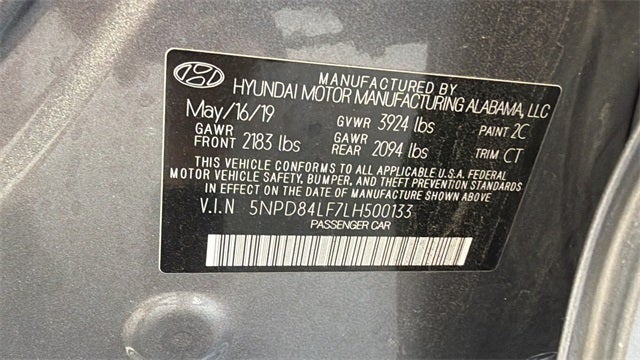 MANUFACTURED BY
HYUNDAI MOTOR MANUFACTURING ALABAMA, LLC
May/16/19 GVWR 3924 lbs PAINT 2C
GAWR FRONT 2183 lbs GAWR REAR 2094 lbs TRIM CT
THIS VEHICLE CONFORMS TO ALL APPLICABLE U.S.A. FEDERAL
MOTOR VEHICLE SAFETY, BUMPER, AND THEFT PREVENTION STANDARDS
IN EFFECT ON THE DATE OF MANUFACTURE SHOWN ABOVE.
V.I.N 5NPD84LF7LH500133
PASSENGER CAR